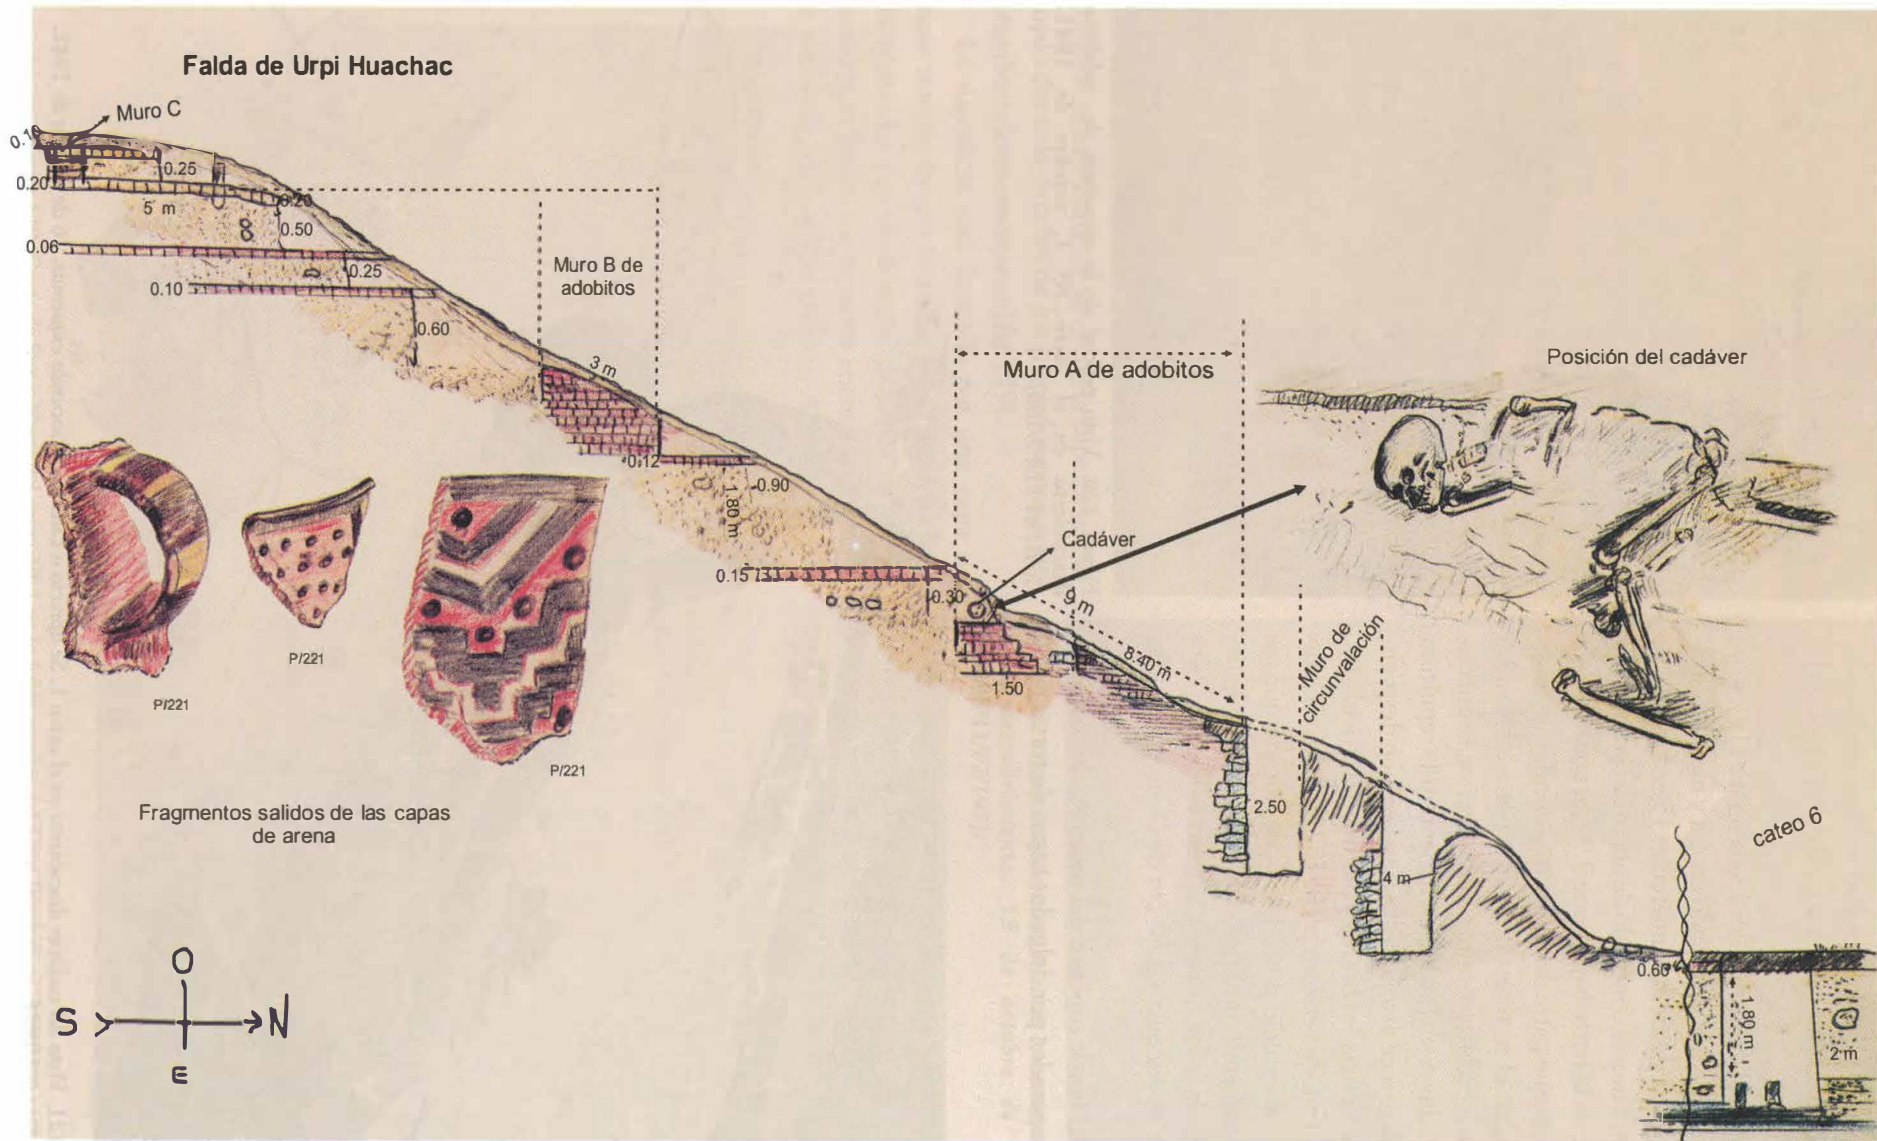 Falda de Urpi Huachac
Muro C
0.10
0.25
0.20
5 m
0.20
0.50
0.06
0.25
0.10
0.60
Muro B de
adobitos
3 m
0.12
0.90
1.80 m
0.15
0.30
Muro A de adobitos
Cadáver
9 m
8.40 m
1.50
Muro de
circunvalación
2.50
4 m
Posición del cadáver
cateo 6
0.60
1.80 m
2 m
P/221
P/221
P/221
Fragmentos salidos de las capas
de arena
O
S
N
E